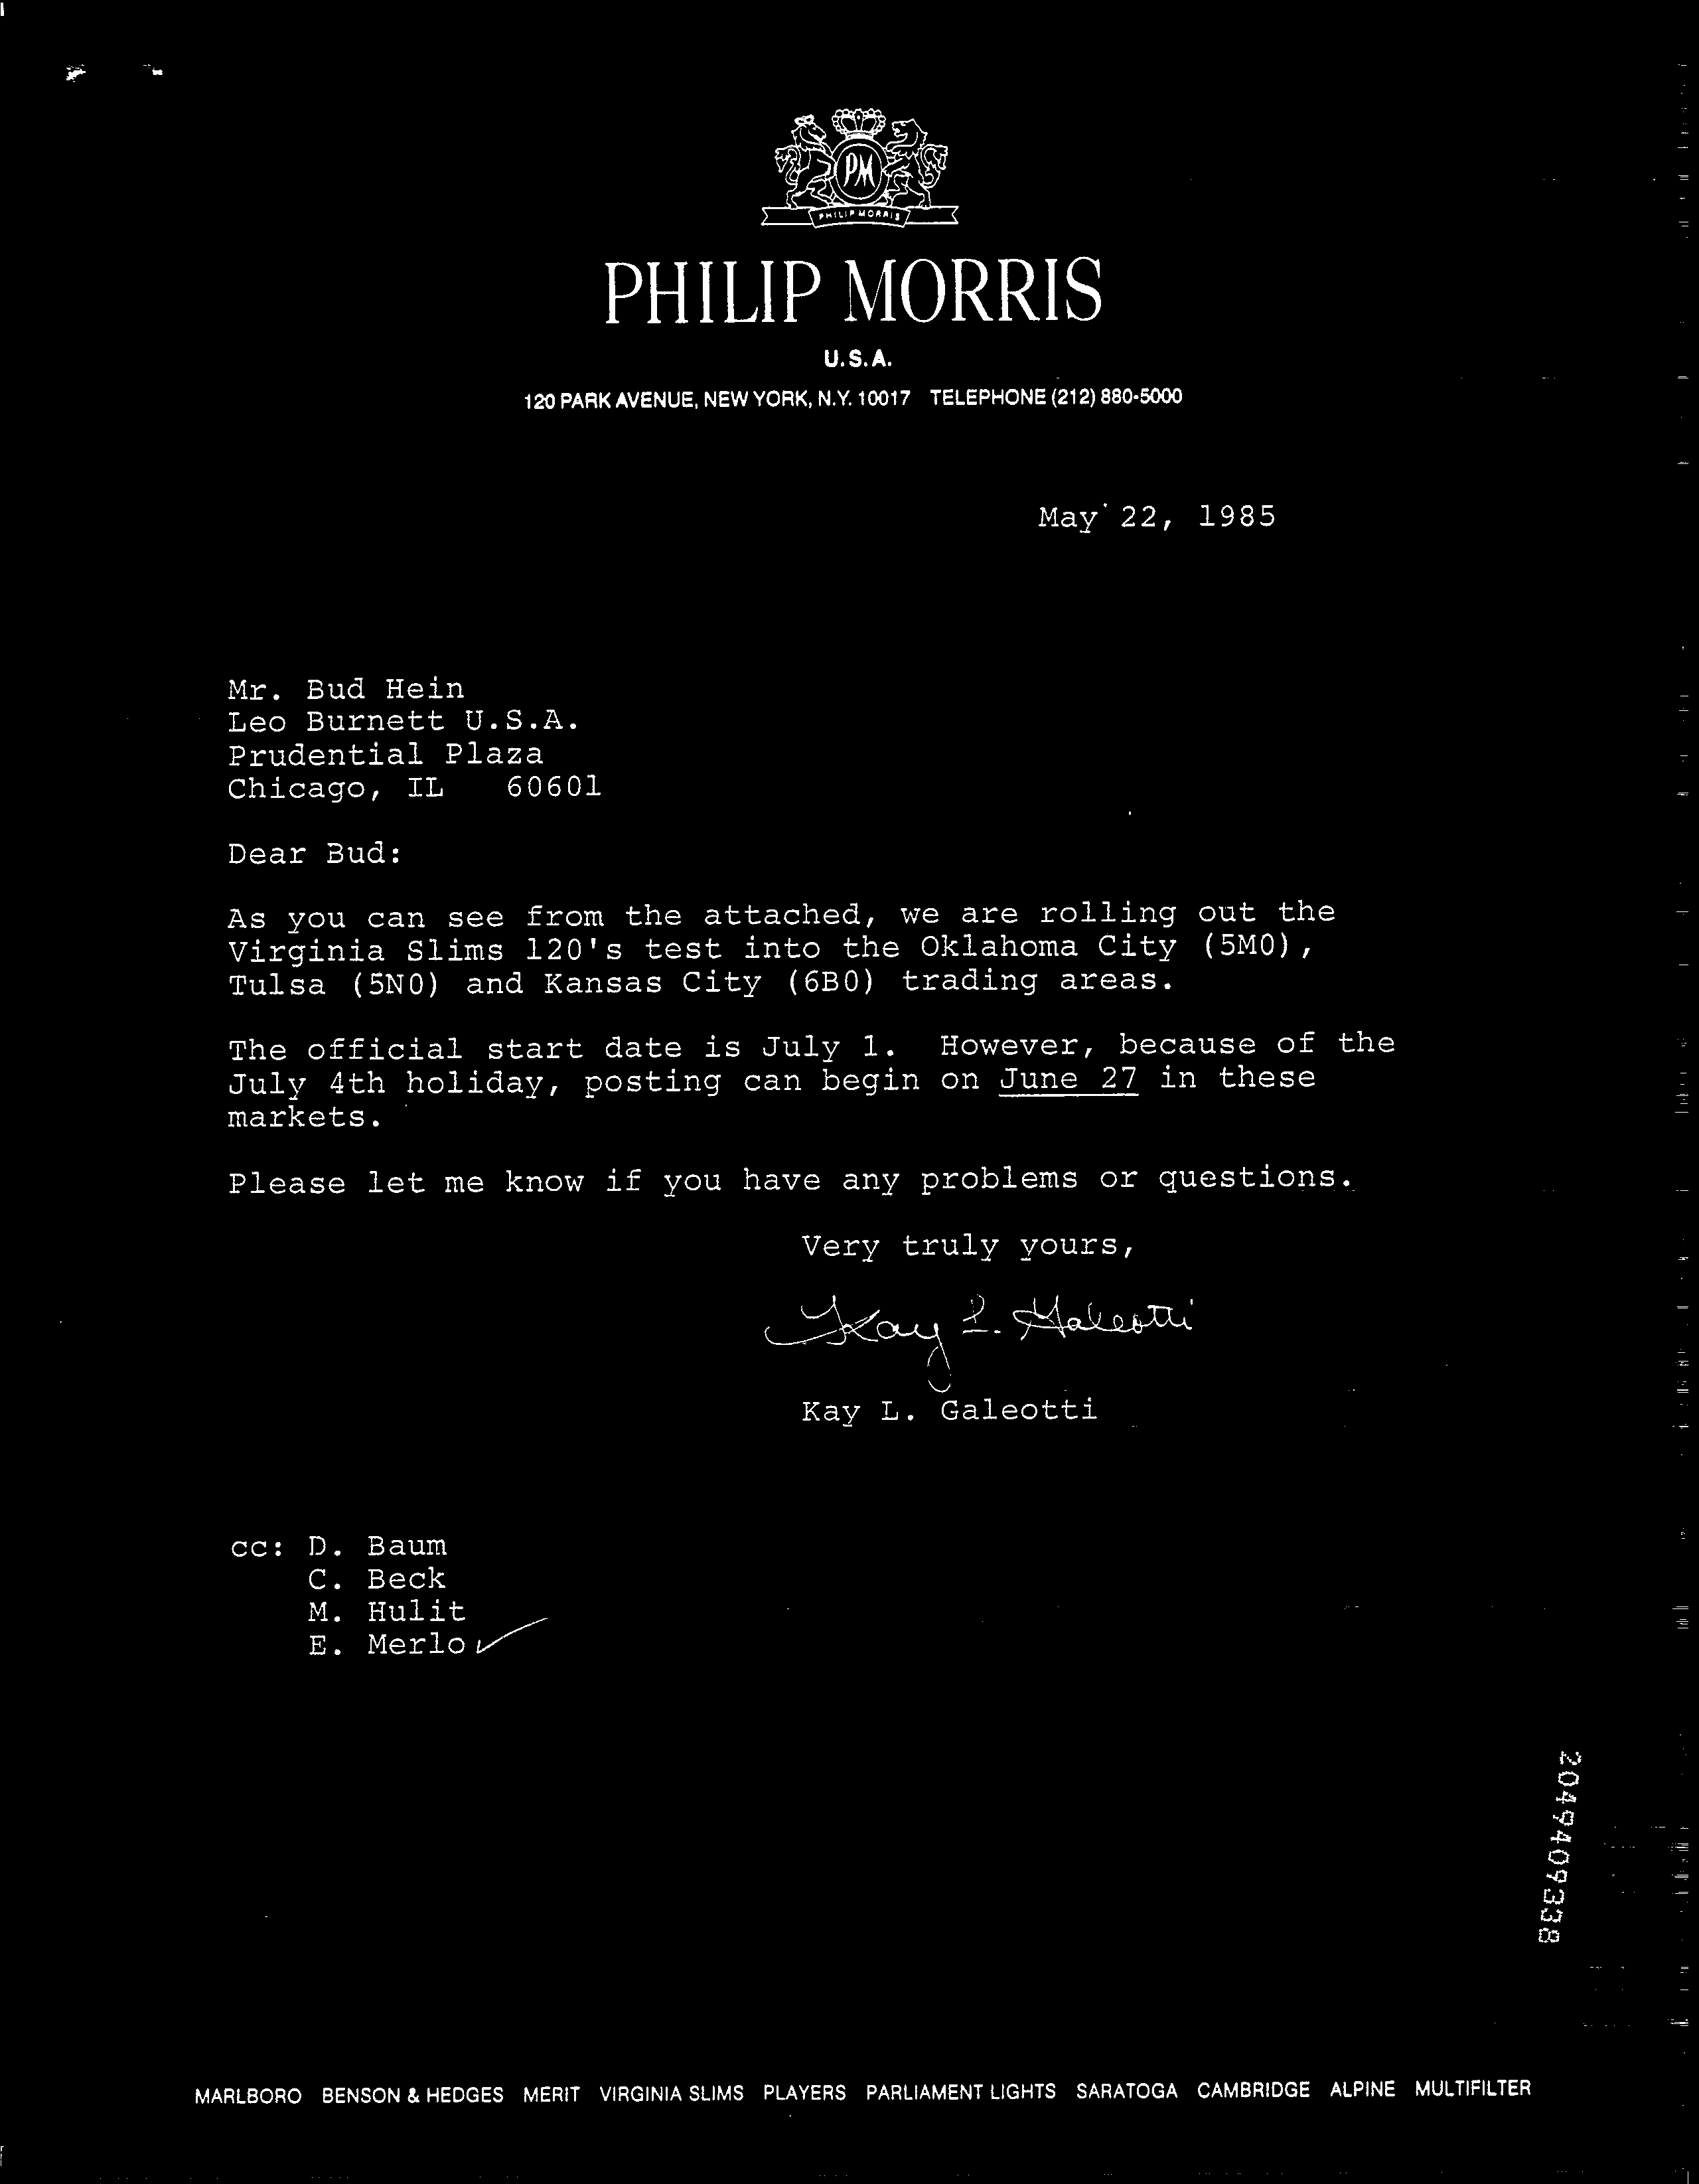 PM
PHILIP MORRIS
PHILIP MORRIS
U.S.A.
120 PARK AVENUE, NEW YORK, N.Y. 10017 TELEPHONE (212) 880-5000
May 22, 1985
Mr. Bud Hein
Leo Burnett U.S.A.
Prudential Plaza
Chicago, IL 60601
Dear Bud:
As you can see from the attached, we are rolling out the
Virginia Slims 120's test into the Oklahoma City (5M0),
Tulsa (5N0) and Kansas City (6B0) trading areas.
The official start date is July 1. However, because of the
July 4th holiday, posting can begin on June 27 in these
markets.
Please let me know if you have any problems or questions.
Very truly yours,
Kay L. Galeotti
Kay L. Galeotti
cc: D. Baum
C. Beck
M. Hulit
E. Merlo
2049409338
MARLBORO BENSON & HEDGES MERIT VIRGINIA SLIMS PLAYERS PARLIAMENT LIGHTS SARATOGA CAMBRIDGE ALPINE MULTIFILTER